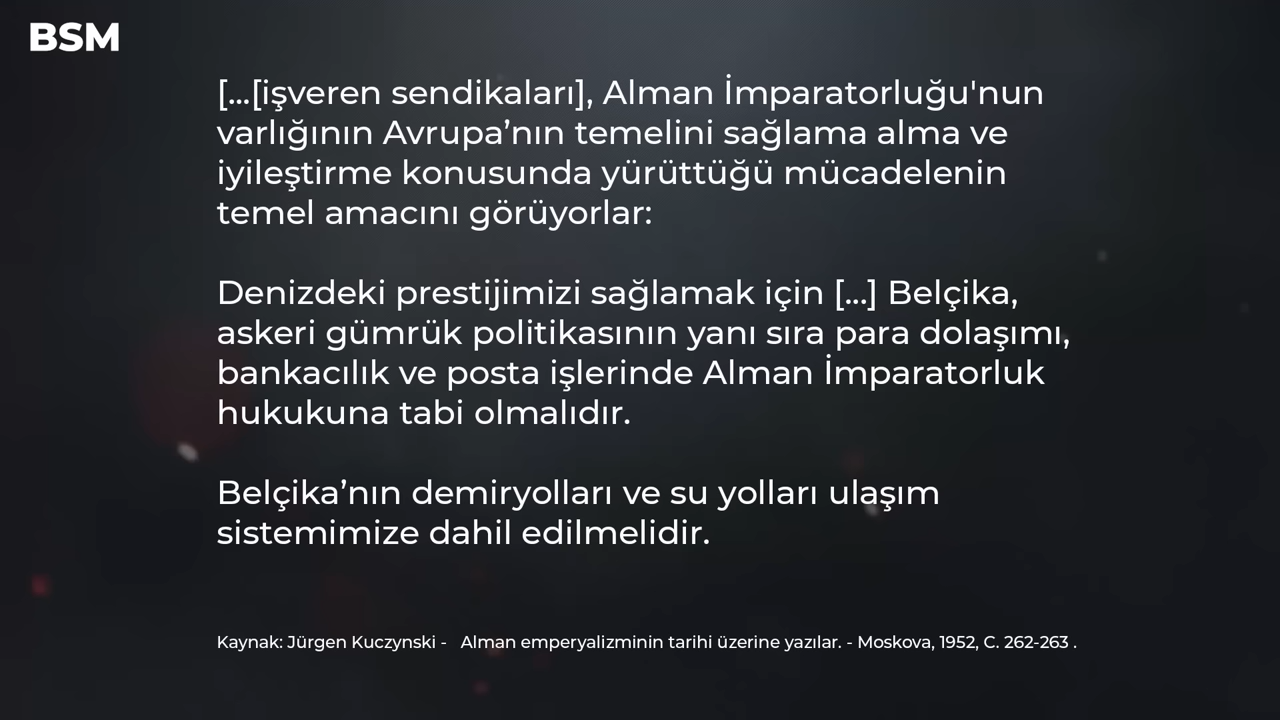 BSM
[...[işveren sendikaları], Alman İmparatorluğu'nun
varlığının Avrupa’nın temelini sağlama alma ve
iyileştirme konusunda yürüttüğü mücadelenin
temel amacını görüyorlar:
Denizdeki prestijimizi sağlamak için [...] Belçika,
askeri gümrük politikasının yanı sıra para dolaşımı,
bankacılık ve posta işlerinde Alman İmparatorluk
hukukuna tabi olmalıdır.
Belçika’nın demiryolları ve su yolları ulaşım
sistemimize dahil edilmelidir.
Kaynak: Jürgen Kuczynski - Alman emperyalizminin tarihi üzerine yazılar. - Moskova, 1952, C. 262-263 .